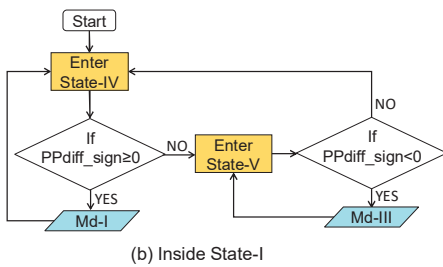 Start
Enter
State-IV
NO
If
PPdiff_sign≥0
NO
Enter
State-V
If
PPdiff_sign<0
YES
YES
Md-I
Md-III
(b) Inside State-I